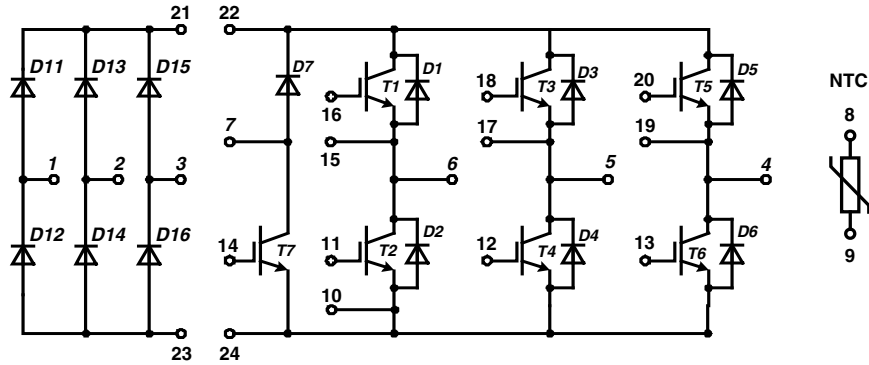 21 22
D11 D13 D15 D7 T1 D1 T3 D3 T5 D5 NTC
16 18 20 8
7 15 17 19
1 2 3 6 5 4
D12 D14 D16 14 T7 11 T2 D2 12 T4 D4 13 T6 D6 9
10
23 24